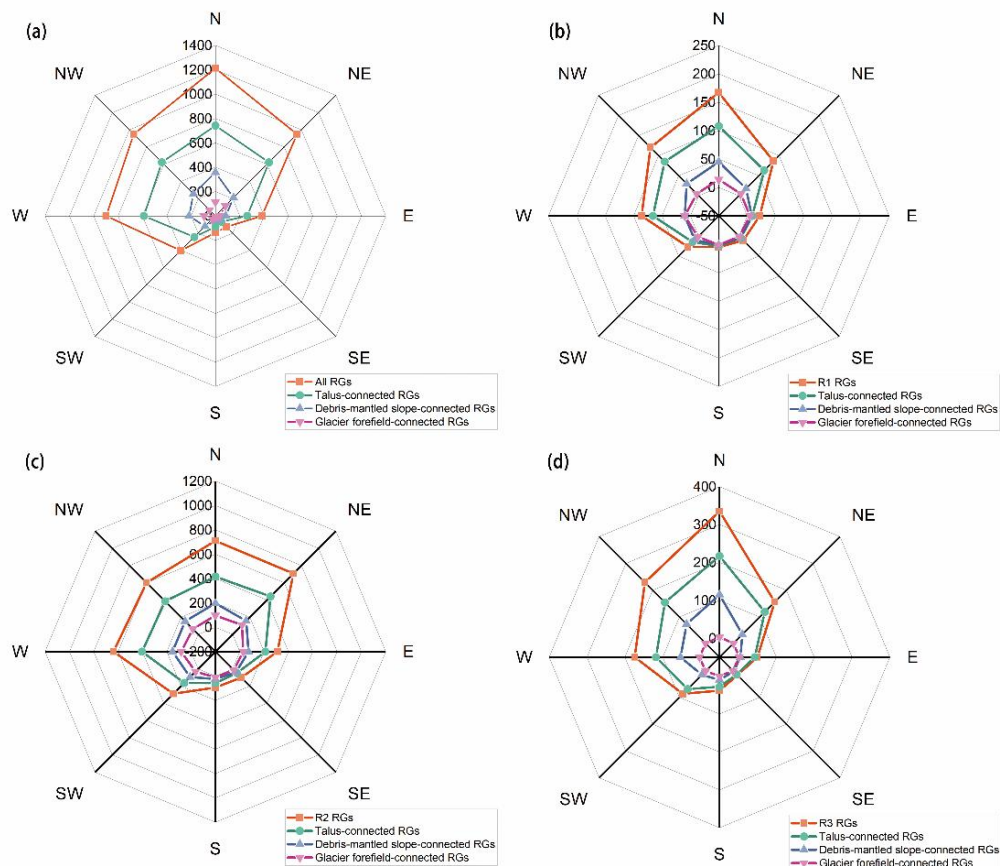 (a)
N
NW
NE
W
E
SW
SE
S
1400
1200
1000
800
600
400
200
0
All RGs
Talus-connected RGs
Debris-mantled slope-connected RGs
Glacier forefield-connected RGs
(b)
N
NW
NE
W
E
SW
SE
S
250
200
150
100
50
0
-50
R1 RGs
Talus-connected RGs
Debris-mantled slope-connected RGs
Glacier forefield-connected RGs
(c)
N
NW
NE
W
E
SW
SE
S
1200
1000
800
600
400
200
0
-200
R2 RGs
Talus-connected RGs
Debris-mantled slope-connected RGs
Glacier forefield-connected RGs
(d)
N
NW
NE
W
E
SW
SE
S
400
300
200
100
0
R3 RGs
Talus-connected RGs
Debris-mantled slope-connected RGs
Glacier forefield-connected RGs